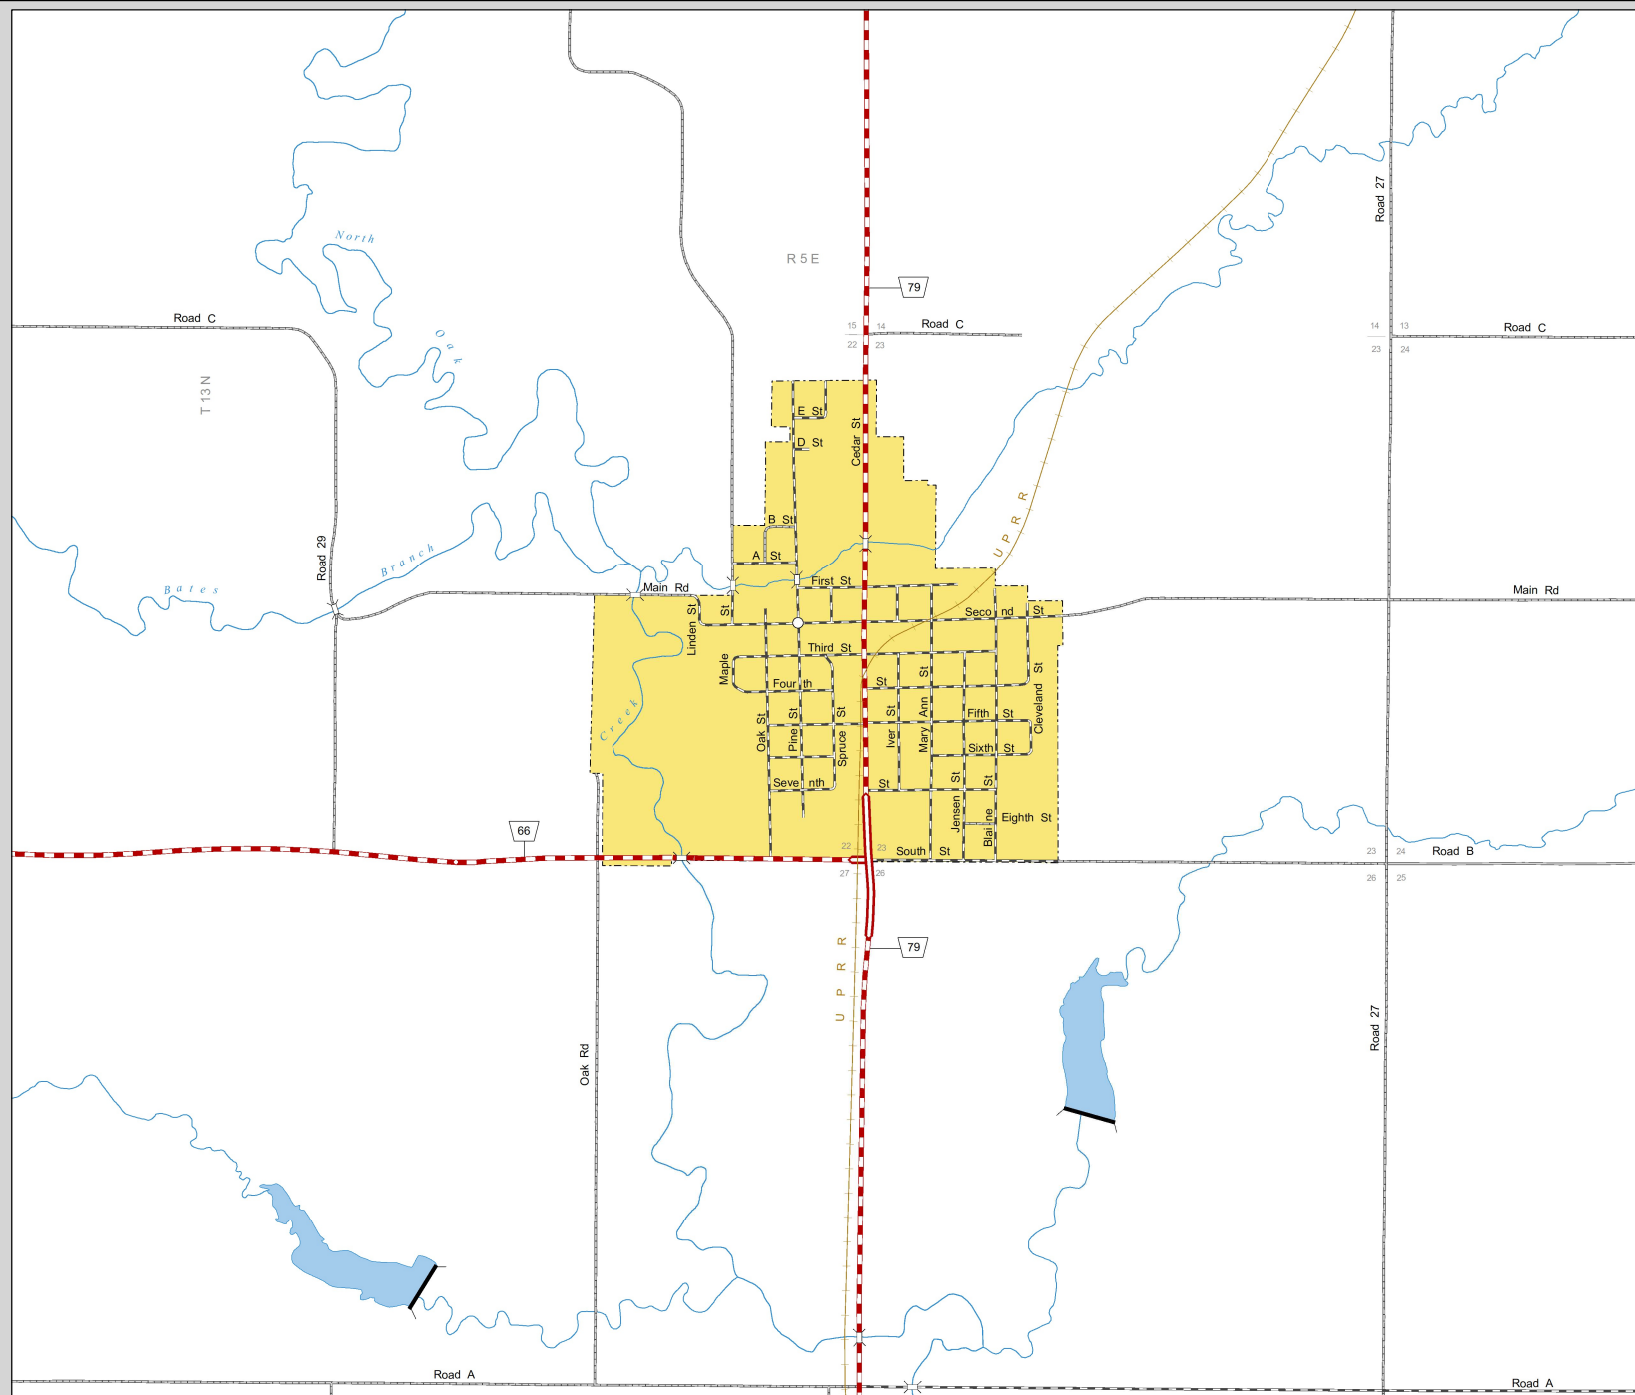 Road 27
North
R 5 E
79
Road C
15 14
Road C
14 13
Road C
22 23
23 24
Oak
T 13 N
E St
Cedar St
D St
U P R R
B St
Road 29
Branch
A St
Bates
Main Rd
First St
Main Rd
Linden St
St
Second St
Third St
Maple
Fourth St
St
Cleveland St
Creek
Oak St
Pine St
Spruce St
Iver St
Mary Ann
Fifth St
Sixth St
Seventh St
Jensen St
Blaine St
Eighth St
66
22 23
South St
23 24
Road B
27 26
26 25
79
U P R R
Road 27
Oak Rd
Road A
Road A